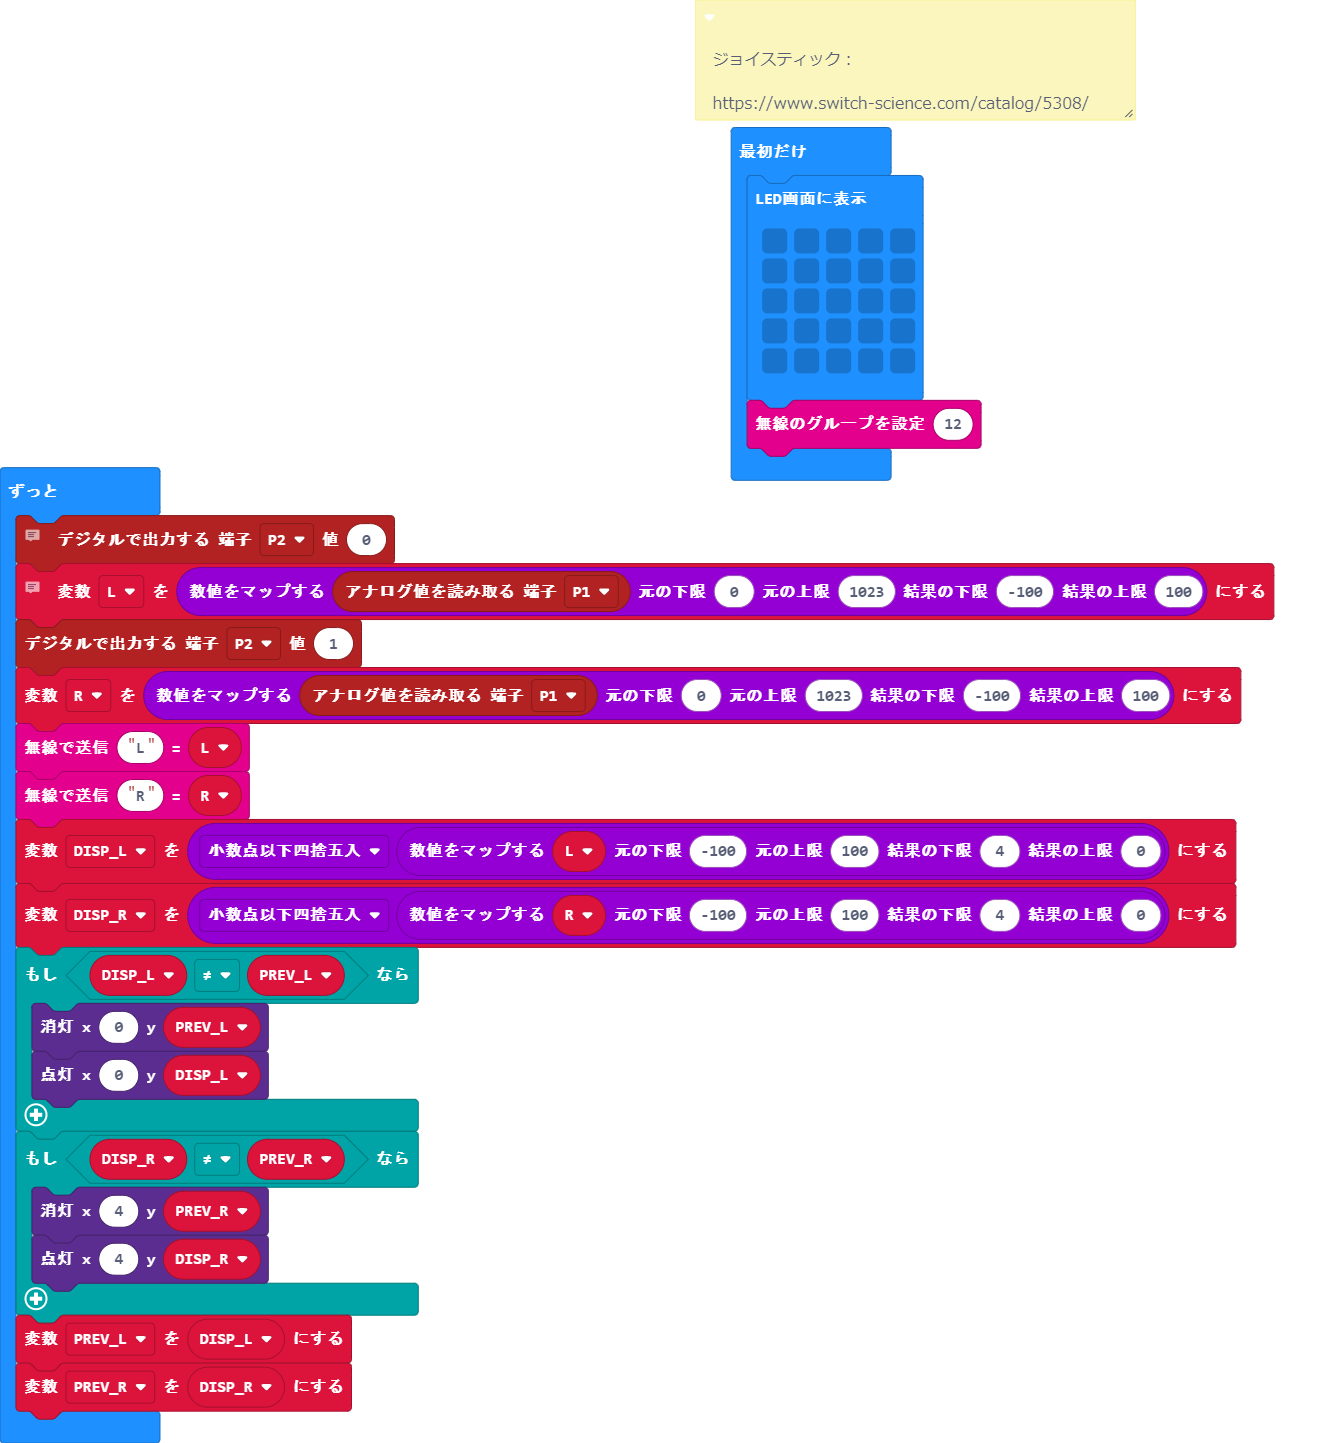 ジョイスティック：
https://www.switch-science.com/catalog/5308/
最初だけ
LED画面に表示
無線のグループを設定 12
ずっと
デジタルで出力する 端子 P2 値 0
変数 L を 数値をマップする アナログ値を読み取る 端子 P1 元の下限 0 元の上限 1023 結果の下限 -100 結果の上限 100 にする
デジタルで出力する 端子 P2 値 1
変数 R を 数値をマップする アナログ値を読み取る 端子 P1 元の下限 0 元の上限 1023 結果の下限 -100 結果の上限 100 にする
無線で送信 "L" = L
無線で送信 "R" = R
変数 DISP_L を 小数点以下四捨五入 数値をマップする L 元の下限 -100 元の上限 100 結果の下限 4 結果の上限 0 にする
変数 DISP_R を 小数点以下四捨五入 数値をマップする R 元の下限 -100 元の上限 100 結果の下限 4 結果の上限 0 にする
もし DISP_L ≠ PREV_L なら
消灯 x 0 y PREV_L
点灯 x 0 y DISP_L
もし DISP_R ≠ PREV_R なら
消灯 x 4 y PREV_R
点灯 x 4 y DISP_R
変数 PREV_L を DISP_L にする
変数 PREV_R を DISP_R にする